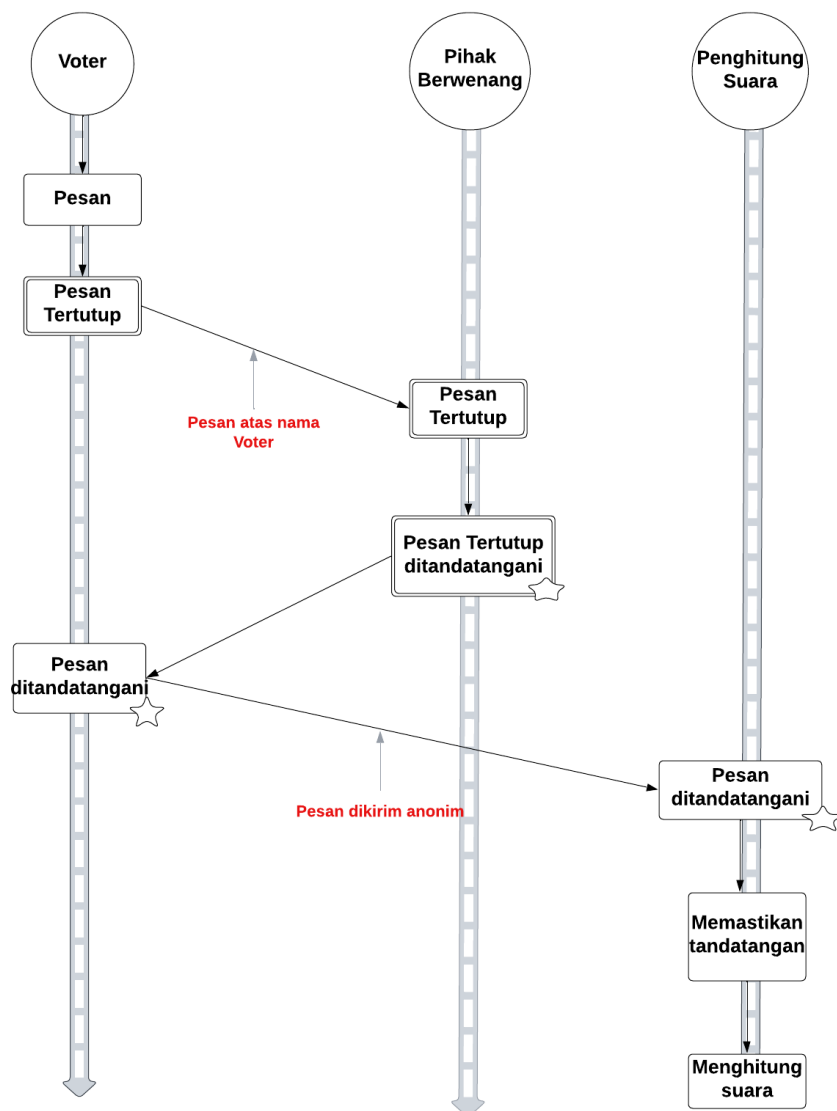 Voter
Pihak
Berwenang
Penghitung
Suara
Pesan
Pesan
Tertutup
Pesan atas nama
Voter
Pesan
Tertutup
Pesan Tertutup
ditandatangani
Pesan
ditandatangani
Pesan dikirim anonim
Pesan
ditandatangani
Memastikan
tandatangan
Menghitung
suara